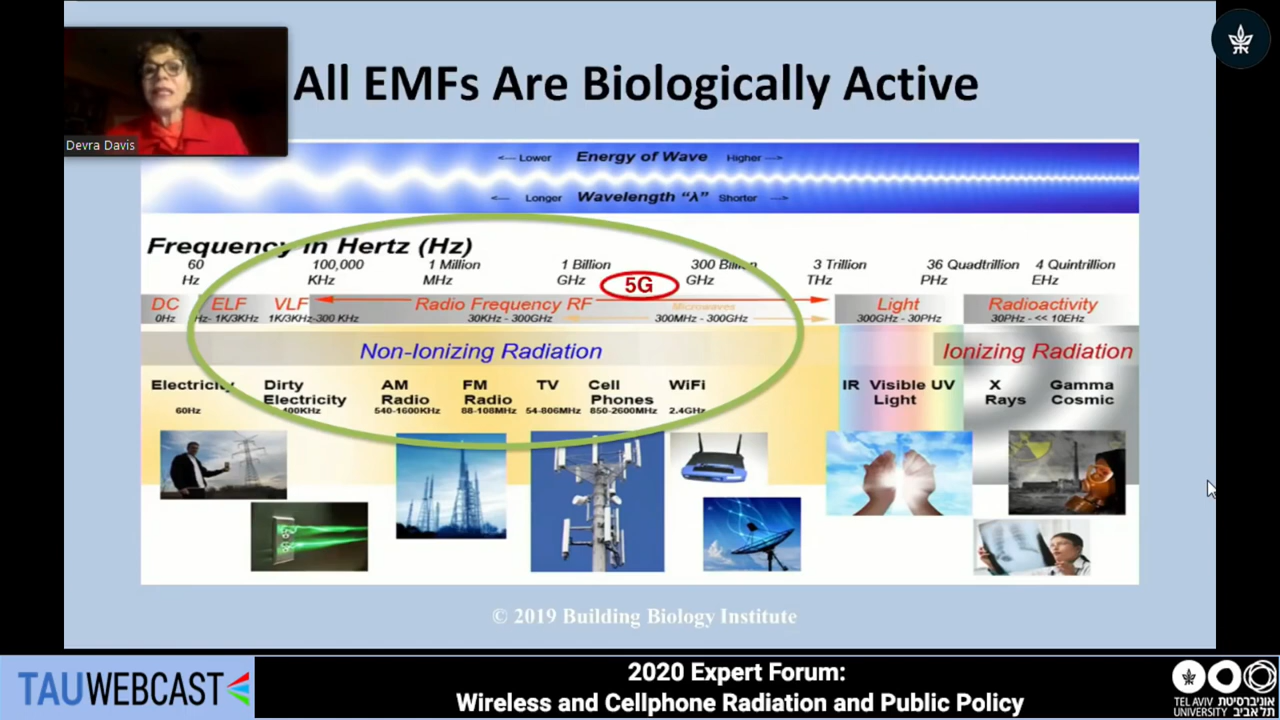 All EMFs Are Biologically Active
Devra Davis
<— Lower Energy of Wave Higher —>
<— Longer Wavelength “λ” Shorter —>
Frequency in Hertz (Hz)
60 100,000 1 Million 1 Billion 300 Billion 3 Trillion 36 Quadtrillion 4 Quintrillion
Hz KHz MHz GHz 5G GHz THz PHz EHz
DC ELF VLF Radio Frequency RF Microwaves Light Radioactivity
0Hz Hz- 1K/3KHz 1K/3KHz-300 KHz 30KHz - 300GHz 300MHz - 300GHz 300GHz - 30PHz 30PHz - << 10EHz
Non-Ionizing Radiation Ionizing Radiation
Electricity Dirty AM FM TV Cell WiFi IR Visible UV X Gamma
Electricity Radio Radio Phones Light Rays Cosmic
60Hz 400KHz 540-1600KHz 88-108MHz 54-806MHz 850-2600MHz 2.4GHz
© 2019 Building Biology Institute
TAUWEBCAST
2020 Expert Forum:
Wireless and Cellphone Radiation and Public Policy
TEL AVIV אוניברסיטת
UNIVERSITY תל אביב